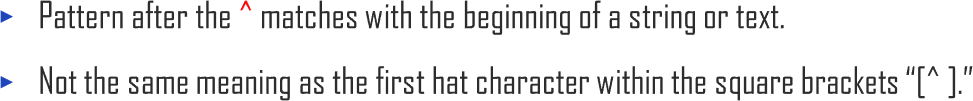 ▸ Pattern after the ^ matches with the beginning of a string or text.
▸ Not the same meaning as the first hat character within the square brackets “[^ ].”